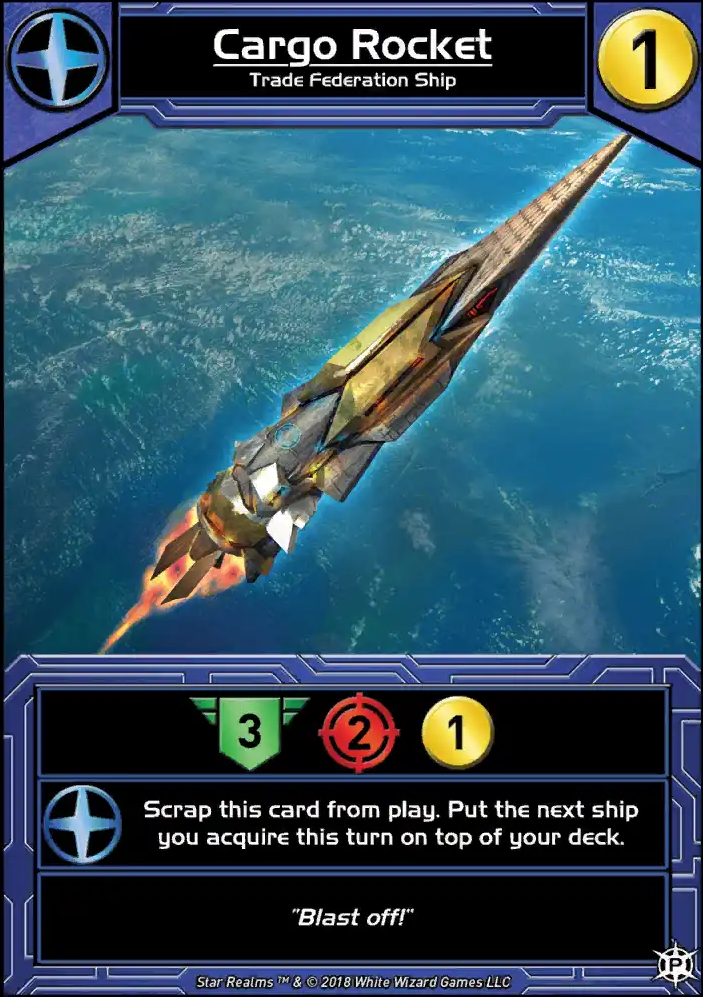 Cargo Rocket
Trade Federation Ship
1
3 2 1
Scrap this card from play. Put the next ship
you acquire this turn on top of your deck.
"Blast off!"
P
Star Realms ™ & © 2018 White Wizard Games LLC